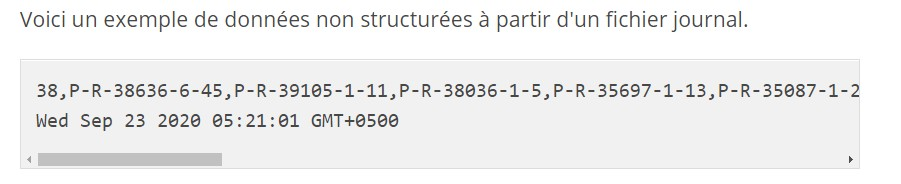 Voici un exemple de données non structurées à partir d'un fichier journal.
38,P-R-38636-6-45,P-R-39105-1-11,P-R-38036-1-5,P-R-35697-1-13,P-R-35087-1-2
Wed Sep 23 2020 05:21:01 GMT+0500